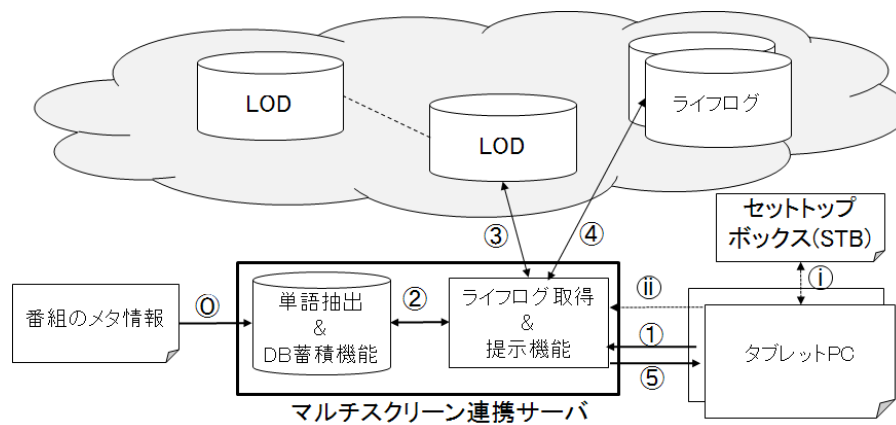 LOD
LOD
ライフログ
③
④
セットトップ
ボックス(STB)
番組のメタ情報
⓪
単語抽出
&
DB蓄積機能
②
ライフログ取得
&
提示機能
ⅱ
ⅰ
①
⑤
タブレットPC
マルチスクリーン連携サーバ